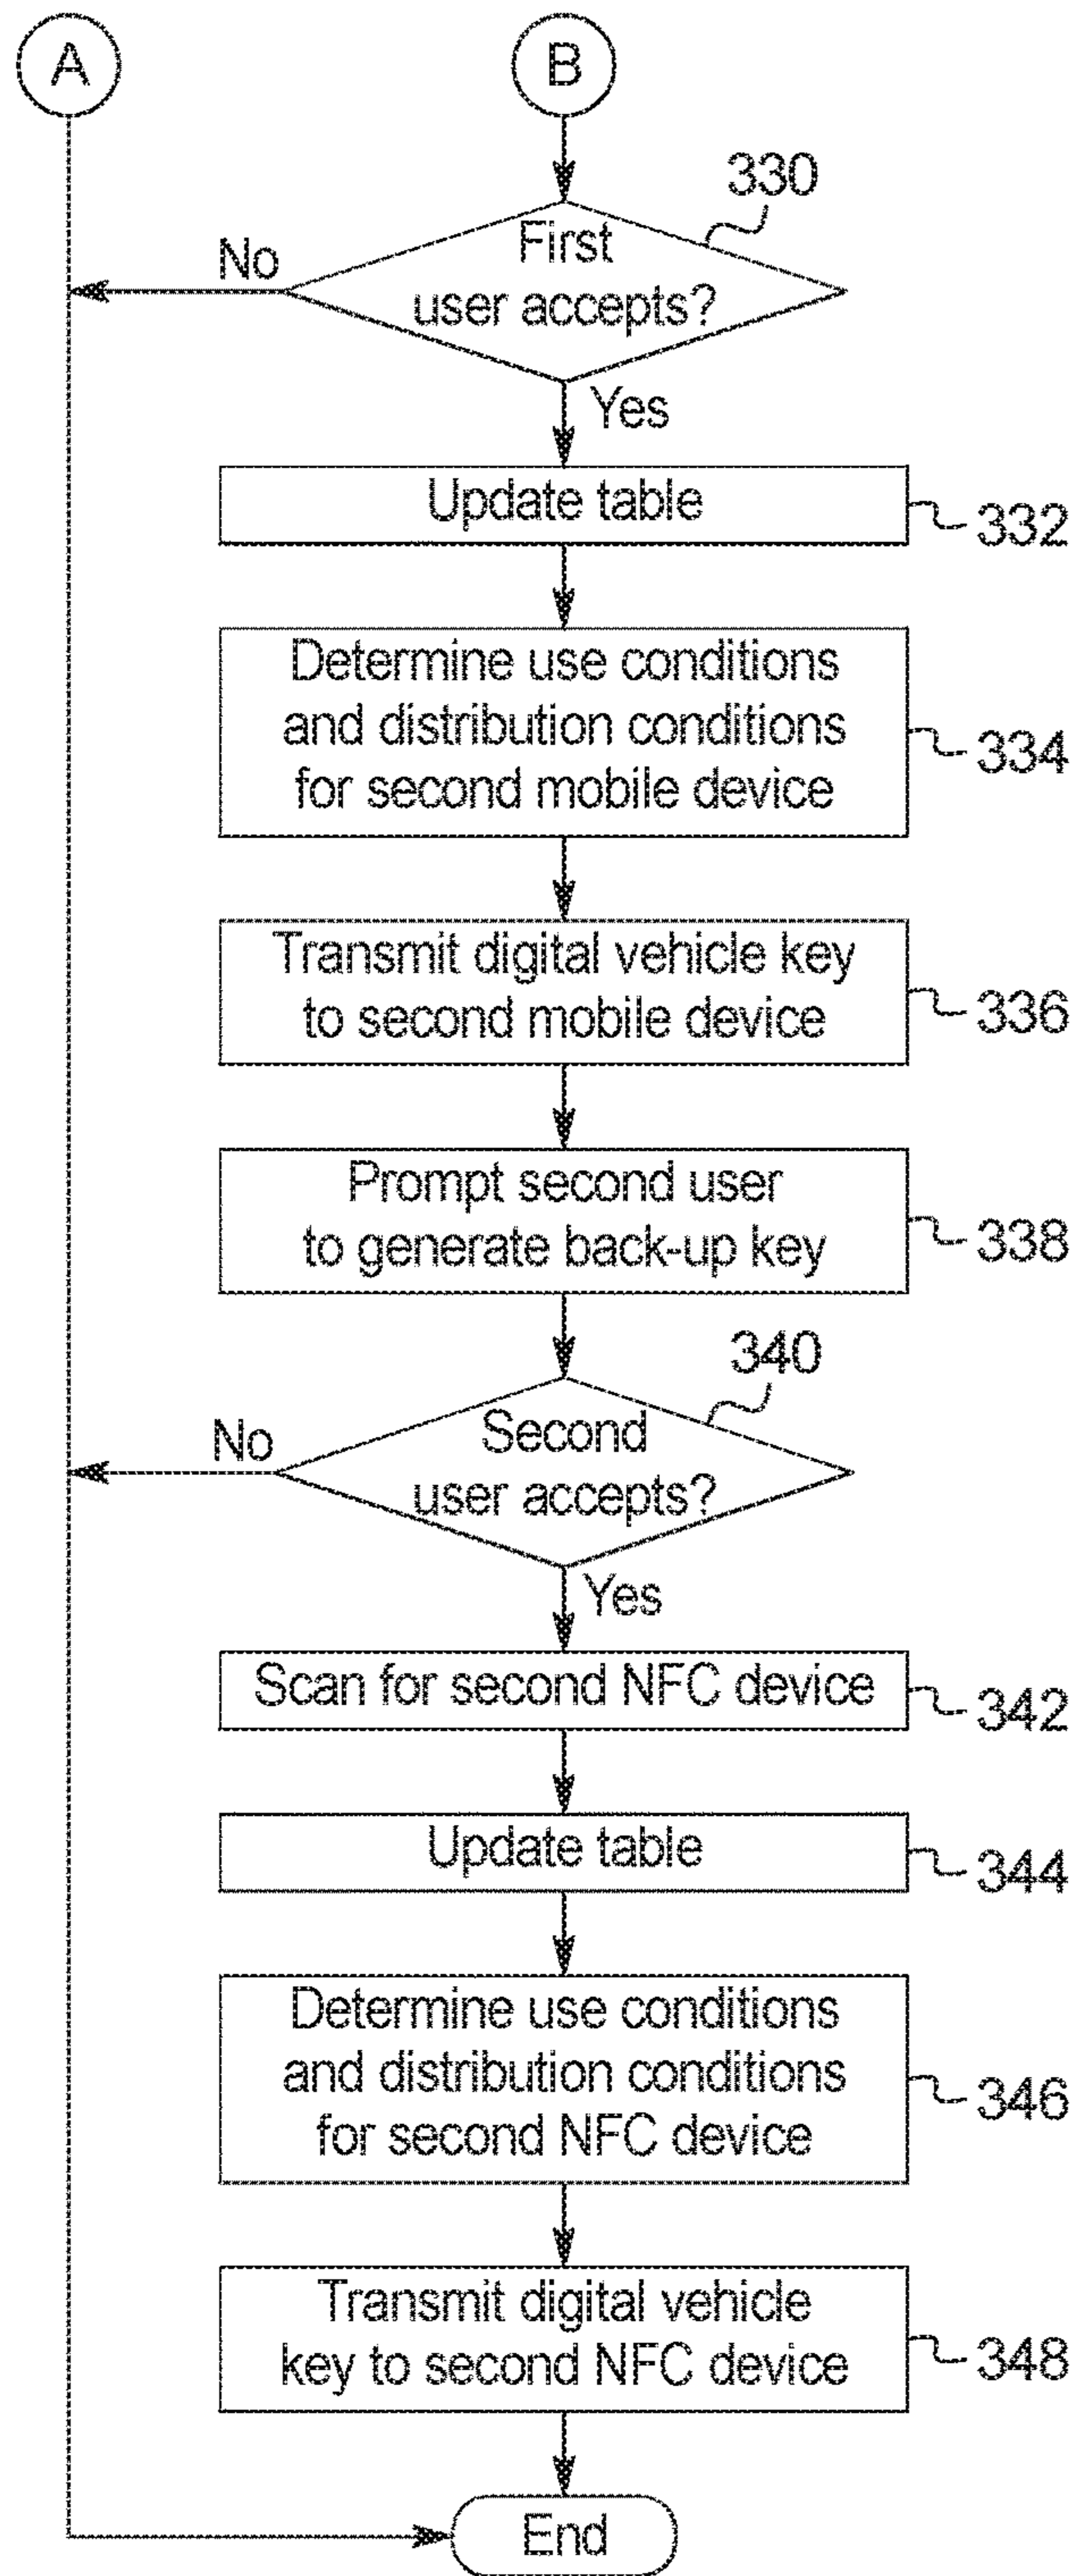 A
B
330
First
user accepts?
No
Yes
Update table
332
Determine use conditions
and distribution conditions
for second mobile device
334
Transmit digital vehicle key
to second mobile device
336
Prompt second user
to generate back-up key
338
340
Second
user accepts?
No
Yes
Scan for second NFC device
342
Update table
344
Determine use conditions
and distribution conditions
for second NFC device
346
Transmit digital vehicle
key to second NFC device
348
End